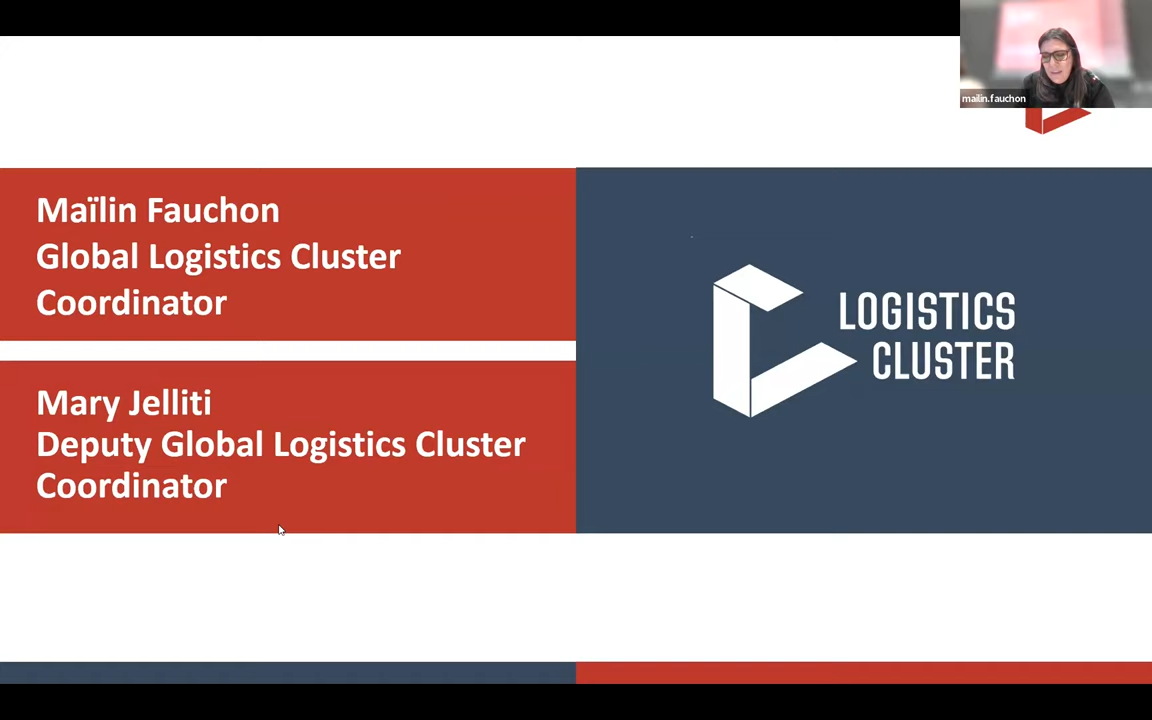 mailin.fauchon
Maïlin Fauchon
Global Logistics Cluster
Coordinator
Mary Jelliti
Deputy Global Logistics Cluster
Coordinator
LOGISTICS
CLUSTER